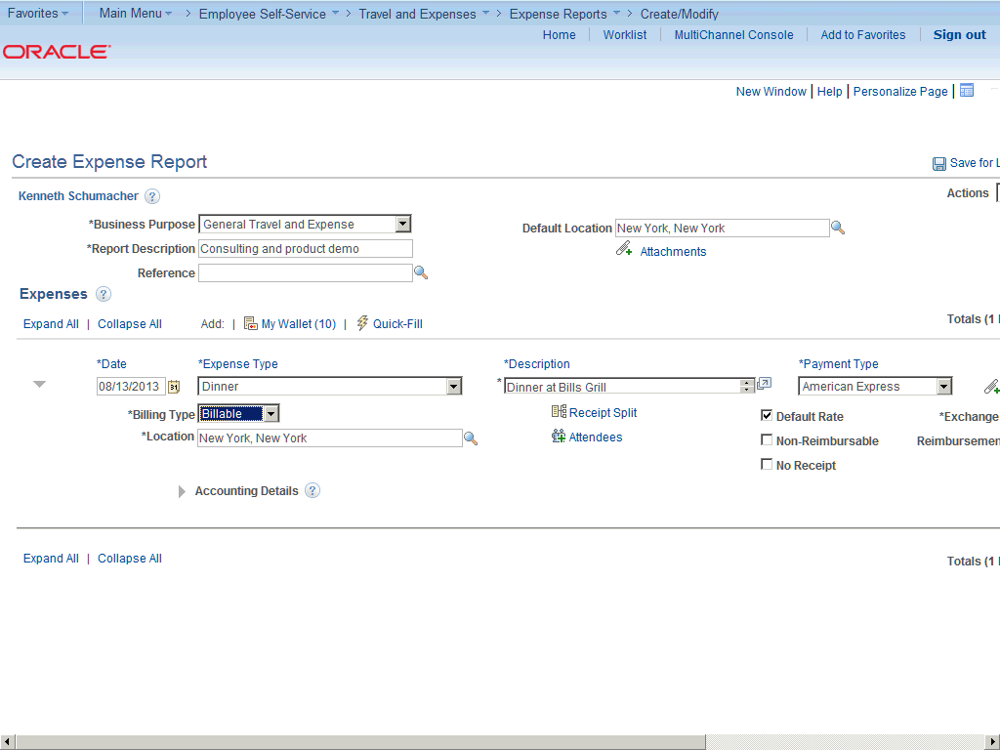 Favorites Main Menu > Employee Self-Service > Travel and Expenses > Expense Reports > Create/Modify
Home Worklist MultiChannel Console Add to Favorites Sign out
ORACLE
New Window | Help | Personalize Page |
Create Expense Report
Save for L
Kenneth Schumacher ?
Actions
*Business Purpose General Travel and Expense
Default Location New York, New York
*Report Description Consulting and product demo
Attachments
Reference
Expenses ?
Expand All | Collapse All Add: | My Wallet (10) | Quick-Fill
Totals (1
*Date *Expense Type *Description *Payment Type
08/13/2013 31 Dinner * Dinner at Bills Grill American Express
*Billing Type Billable Receipt Split Default Rate *Exchange
*Location New York, New York Attendees Non-Reimbursable Reimbursemen
No Receipt
Accounting Details ?
Expand All | Collapse All
Totals (1